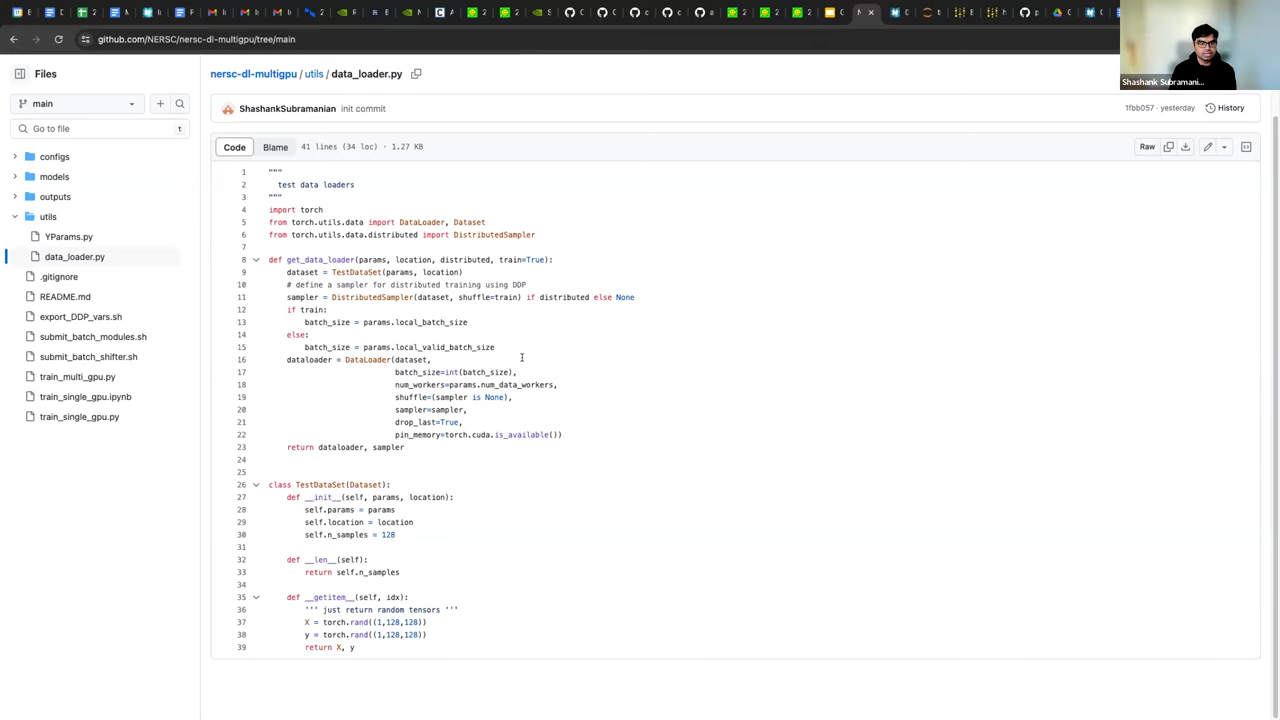 github.com/NERSC/nersc-dl-multigpu/tree/main
Shashank Subramani...
Files
main
Go to file
t
configs
models
outputs
utils
YParams.py
data_loader.py
.gitignore
README.md
export_DDP_vars.sh
submit_batch_modules.sh
submit_batch_shifter.sh
train_multi_gpu.py
train_single_gpu.ipynb
train_single_gpu.py
nersc-dl-multigpu / utils / data_loader.py
ShashankSubramanian init commit
1fbb057 · yesterday
History
Code Blame 41 lines (34 loc) · 1.27 KB
Raw
1 """
2 test data loaders
3 """
4 import torch
5 from torch.utils.data import DataLoader, Dataset
6 from torch.utils.data.distributed import DistributedSampler
7
8 def get_data_loader(params, location, distributed, train=True):
9 dataset = TestDataSet(params, location)
10 # define a sampler for distributed training using DDP
11 sampler = DistributedSampler(dataset, shuffle=train) if distributed else None
12 if train:
13 batch_size = params.local_batch_size
14 else:
15 batch_size = params.local_valid_batch_size
16 dataloader = DataLoader(dataset,
17 batch_size=int(batch_size),
18 num_workers=params.num_data_workers,
19 shuffle=(sampler is None),
20 sampler=sampler,
21 drop_last=True,
22 pin_memory=torch.cuda.is_available())
23 return dataloader, sampler
24
25
26 class TestDataSet(Dataset):
27 def __init__(self, params, location):
28 self.params = params
29 self.location = location
30 self.n_samples = 128
31
32 def __len__(self):
33 return self.n_samples
34
35 def __getitem__(self, idx):
36 ''' just return random tensors '''
37 X = torch.rand((1,128,128))
38 y = torch.rand((1,128,128))
39 return X, y